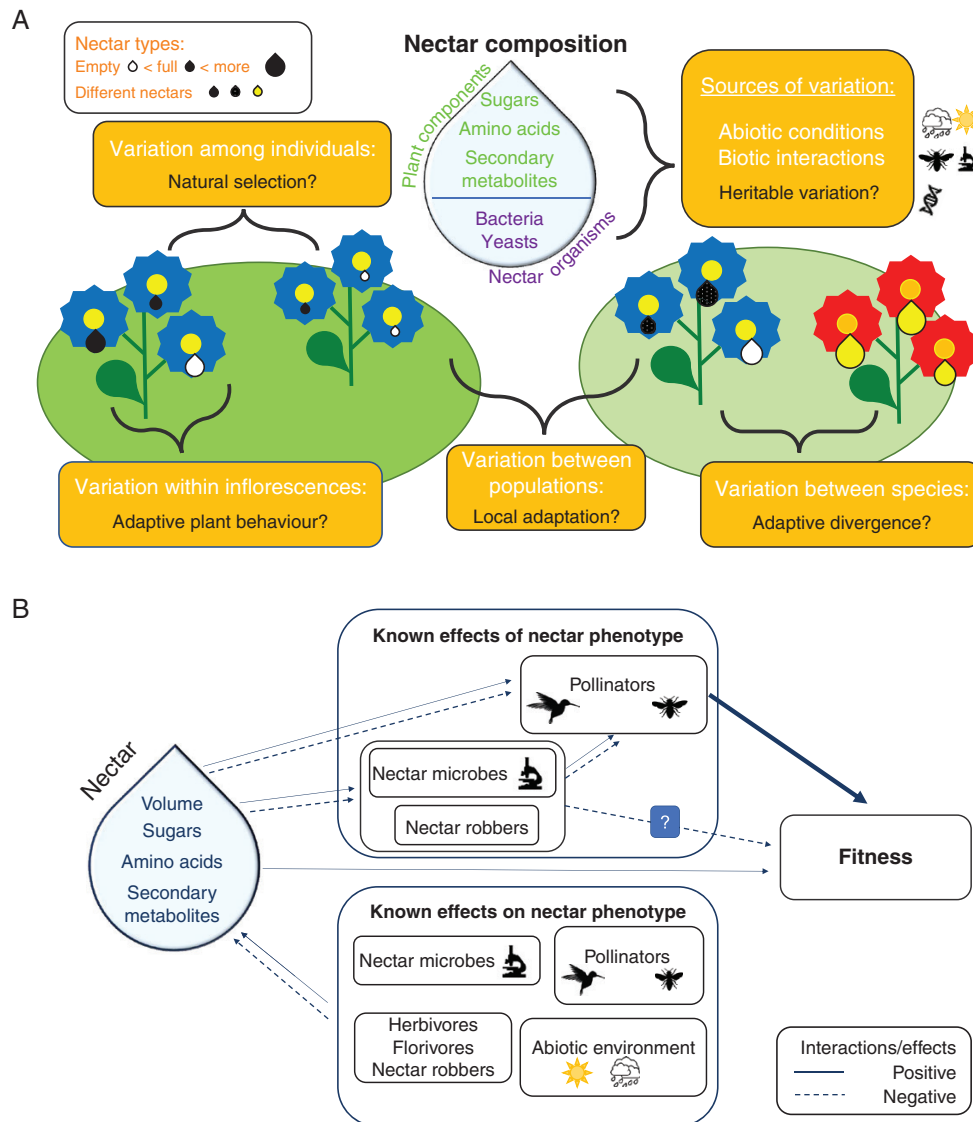 A
Nectar types:
Empty < full < more
Different nectars
Nectar composition
Plant components
Sugars
Amino acids
Secondary
metabolites
Bacteria
Yeasts
Nectar organisms
Sources of variation:
Abiotic conditions
Biotic interactions
Heritable variation?
Variation among individuals:
Natural selection?
Variation within inflorescences:
Adaptive plant behaviour?
Variation between
populations:
Local adaptation?
Variation between species:
Adaptive divergence?
B
Known effects of nectar phenotype
Pollinators
Nectar microbes
Nectar robbers
?
Nectar
Volume
Sugars
Amino acids
Secondary
metabolites
Fitness
Known effects on nectar phenotype
Nectar microbes
Pollinators
Herbivores
Florivores
Nectar robbers
Abiotic environment
Interactions/effects
Positive
Negative